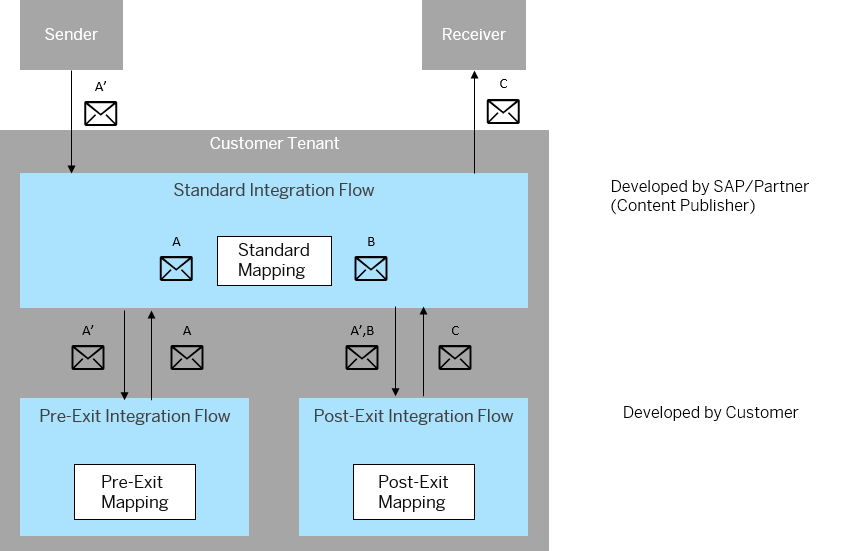 Sender
Receiver
A’
C
Customer Tenant
Standard Integration Flow
Developed by SAP/Partner
(Content Publisher)
A
Standard
Mapping
B
A’
A
A’,B
C
Pre-Exit Integration Flow
Post-Exit Integration Flow
Developed by Customer
Pre-Exit
Mapping
Post-Exit
Mapping